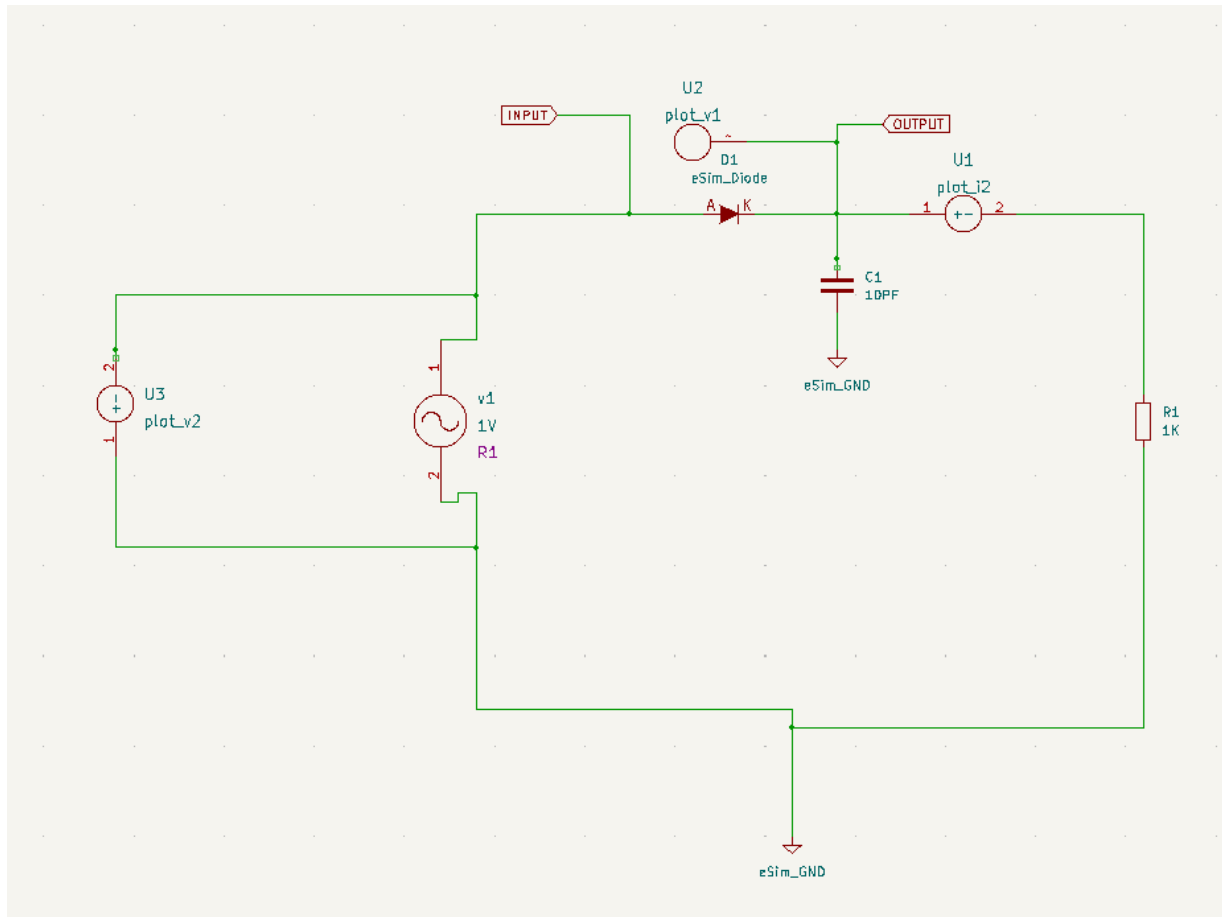 U2
plot_v1
INPUT
OUTPUT
~
D1
eSim_Diode
U1
plot_i2
A
K
1
+-
2
C1
10PF
eSim_GND
2
U3
-
+
plot_v2
1
1
v1
1V
R1
2
R1
1K
eSim_GND